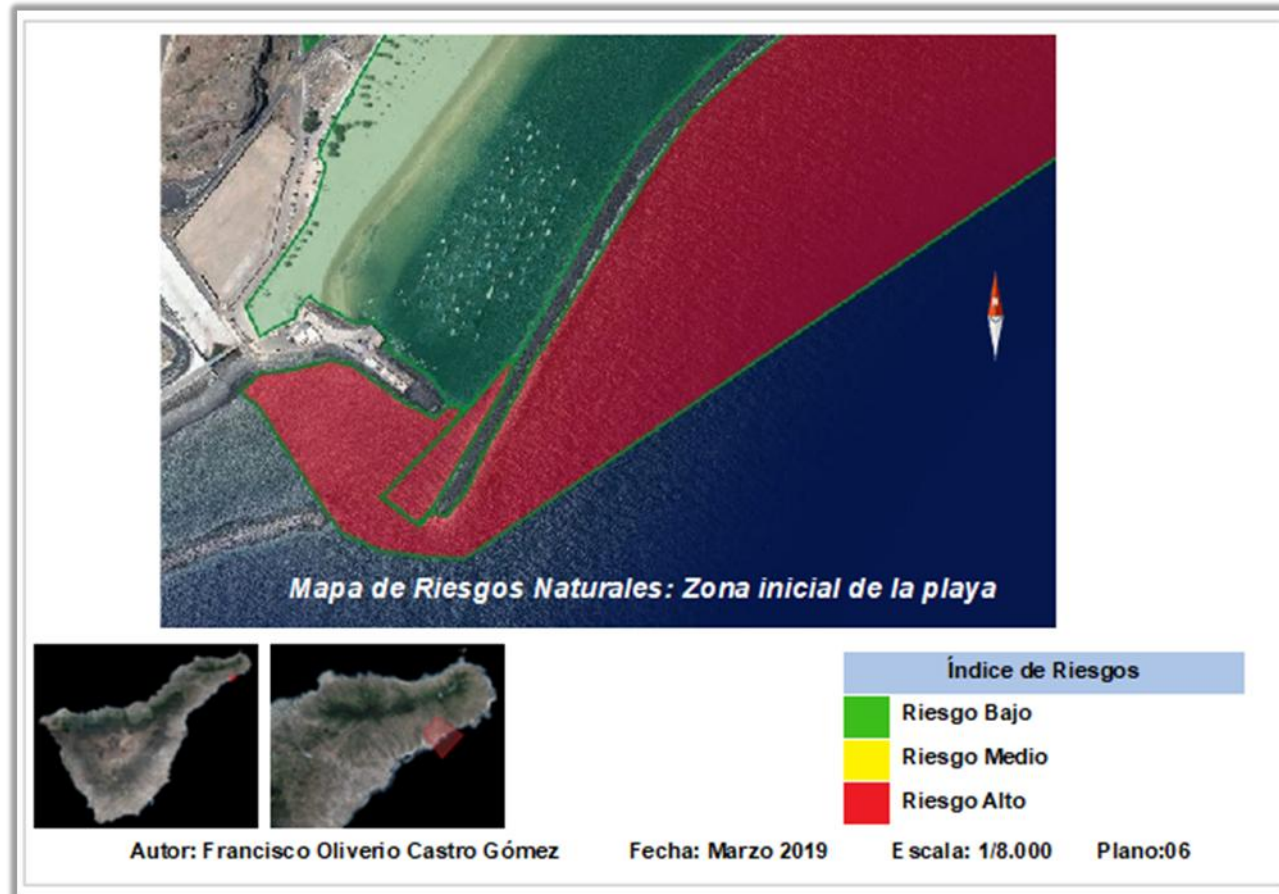 Mapa de Riesgos Naturales: Zona inicial de la playa
Índice de Riesgos
Riesgo Bajo
Riesgo Medio
Riesgo Alto
Autor: Francisco Oliverio Castro Gómez Fecha: Marzo 2019 Escala: 1/8.000 Plano:06